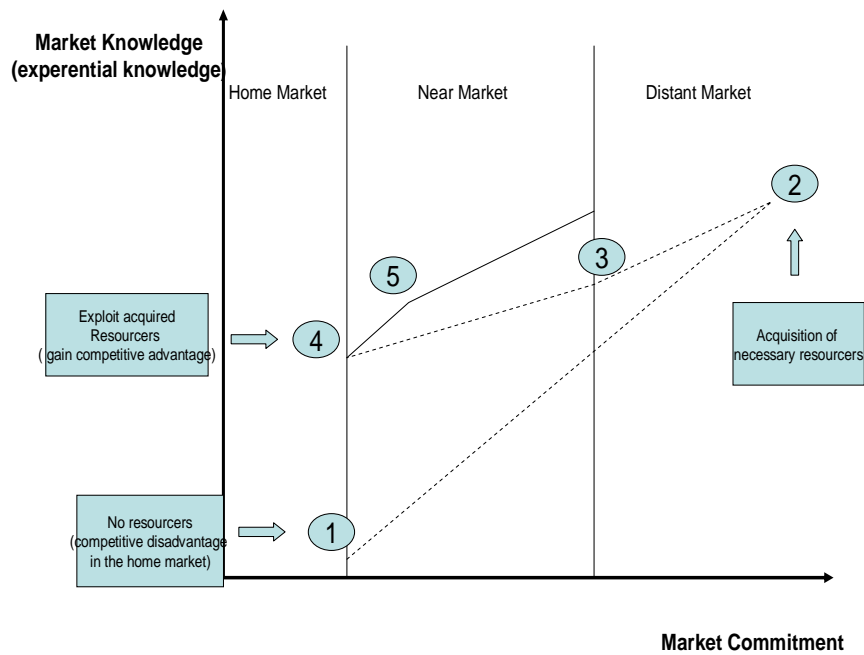 Market Knowledge
(experential knowledge)
Home Market
Near Market
Distant Market
2
3
5
Exploit acquired
Resourcers
( gain competitive advantage)
4
Acquisition of
necessary resourcers
No resourcers
(competitive disadvantage
in the home market)
1
Market Commitment